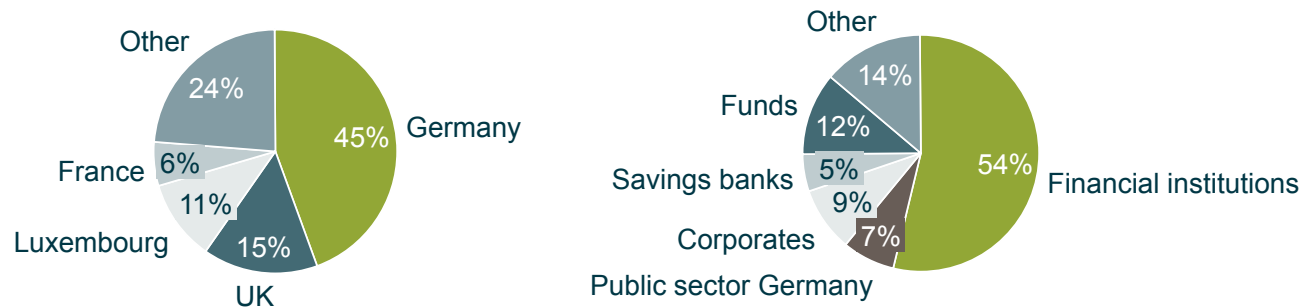 Other
24%
45%
Germany
6%
France
11%
Luxembourg
15%
UK
Other
14%
Funds
12%
54%
Financial institutions
5%
Savings banks
9%
Corporates
7%
Public sector Germany